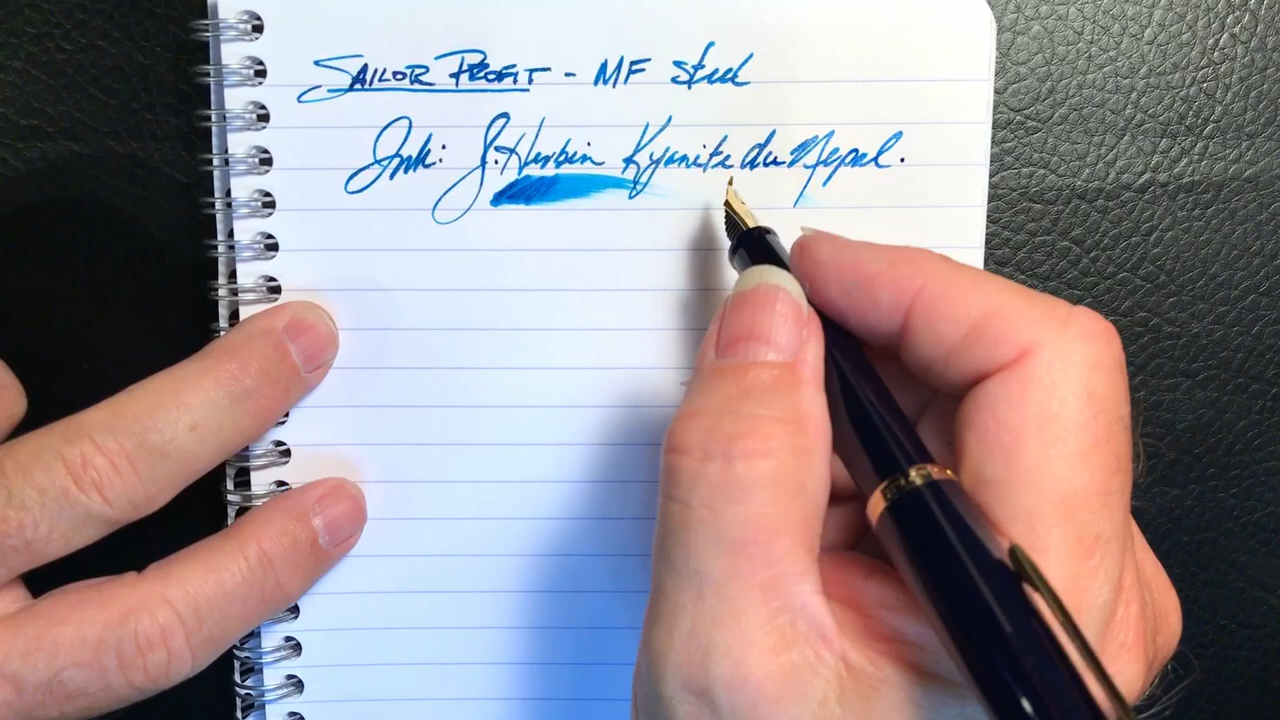 SAILOR PROFIT - MF Steel
Ink: J. Herbin Kyanite du Nepal.